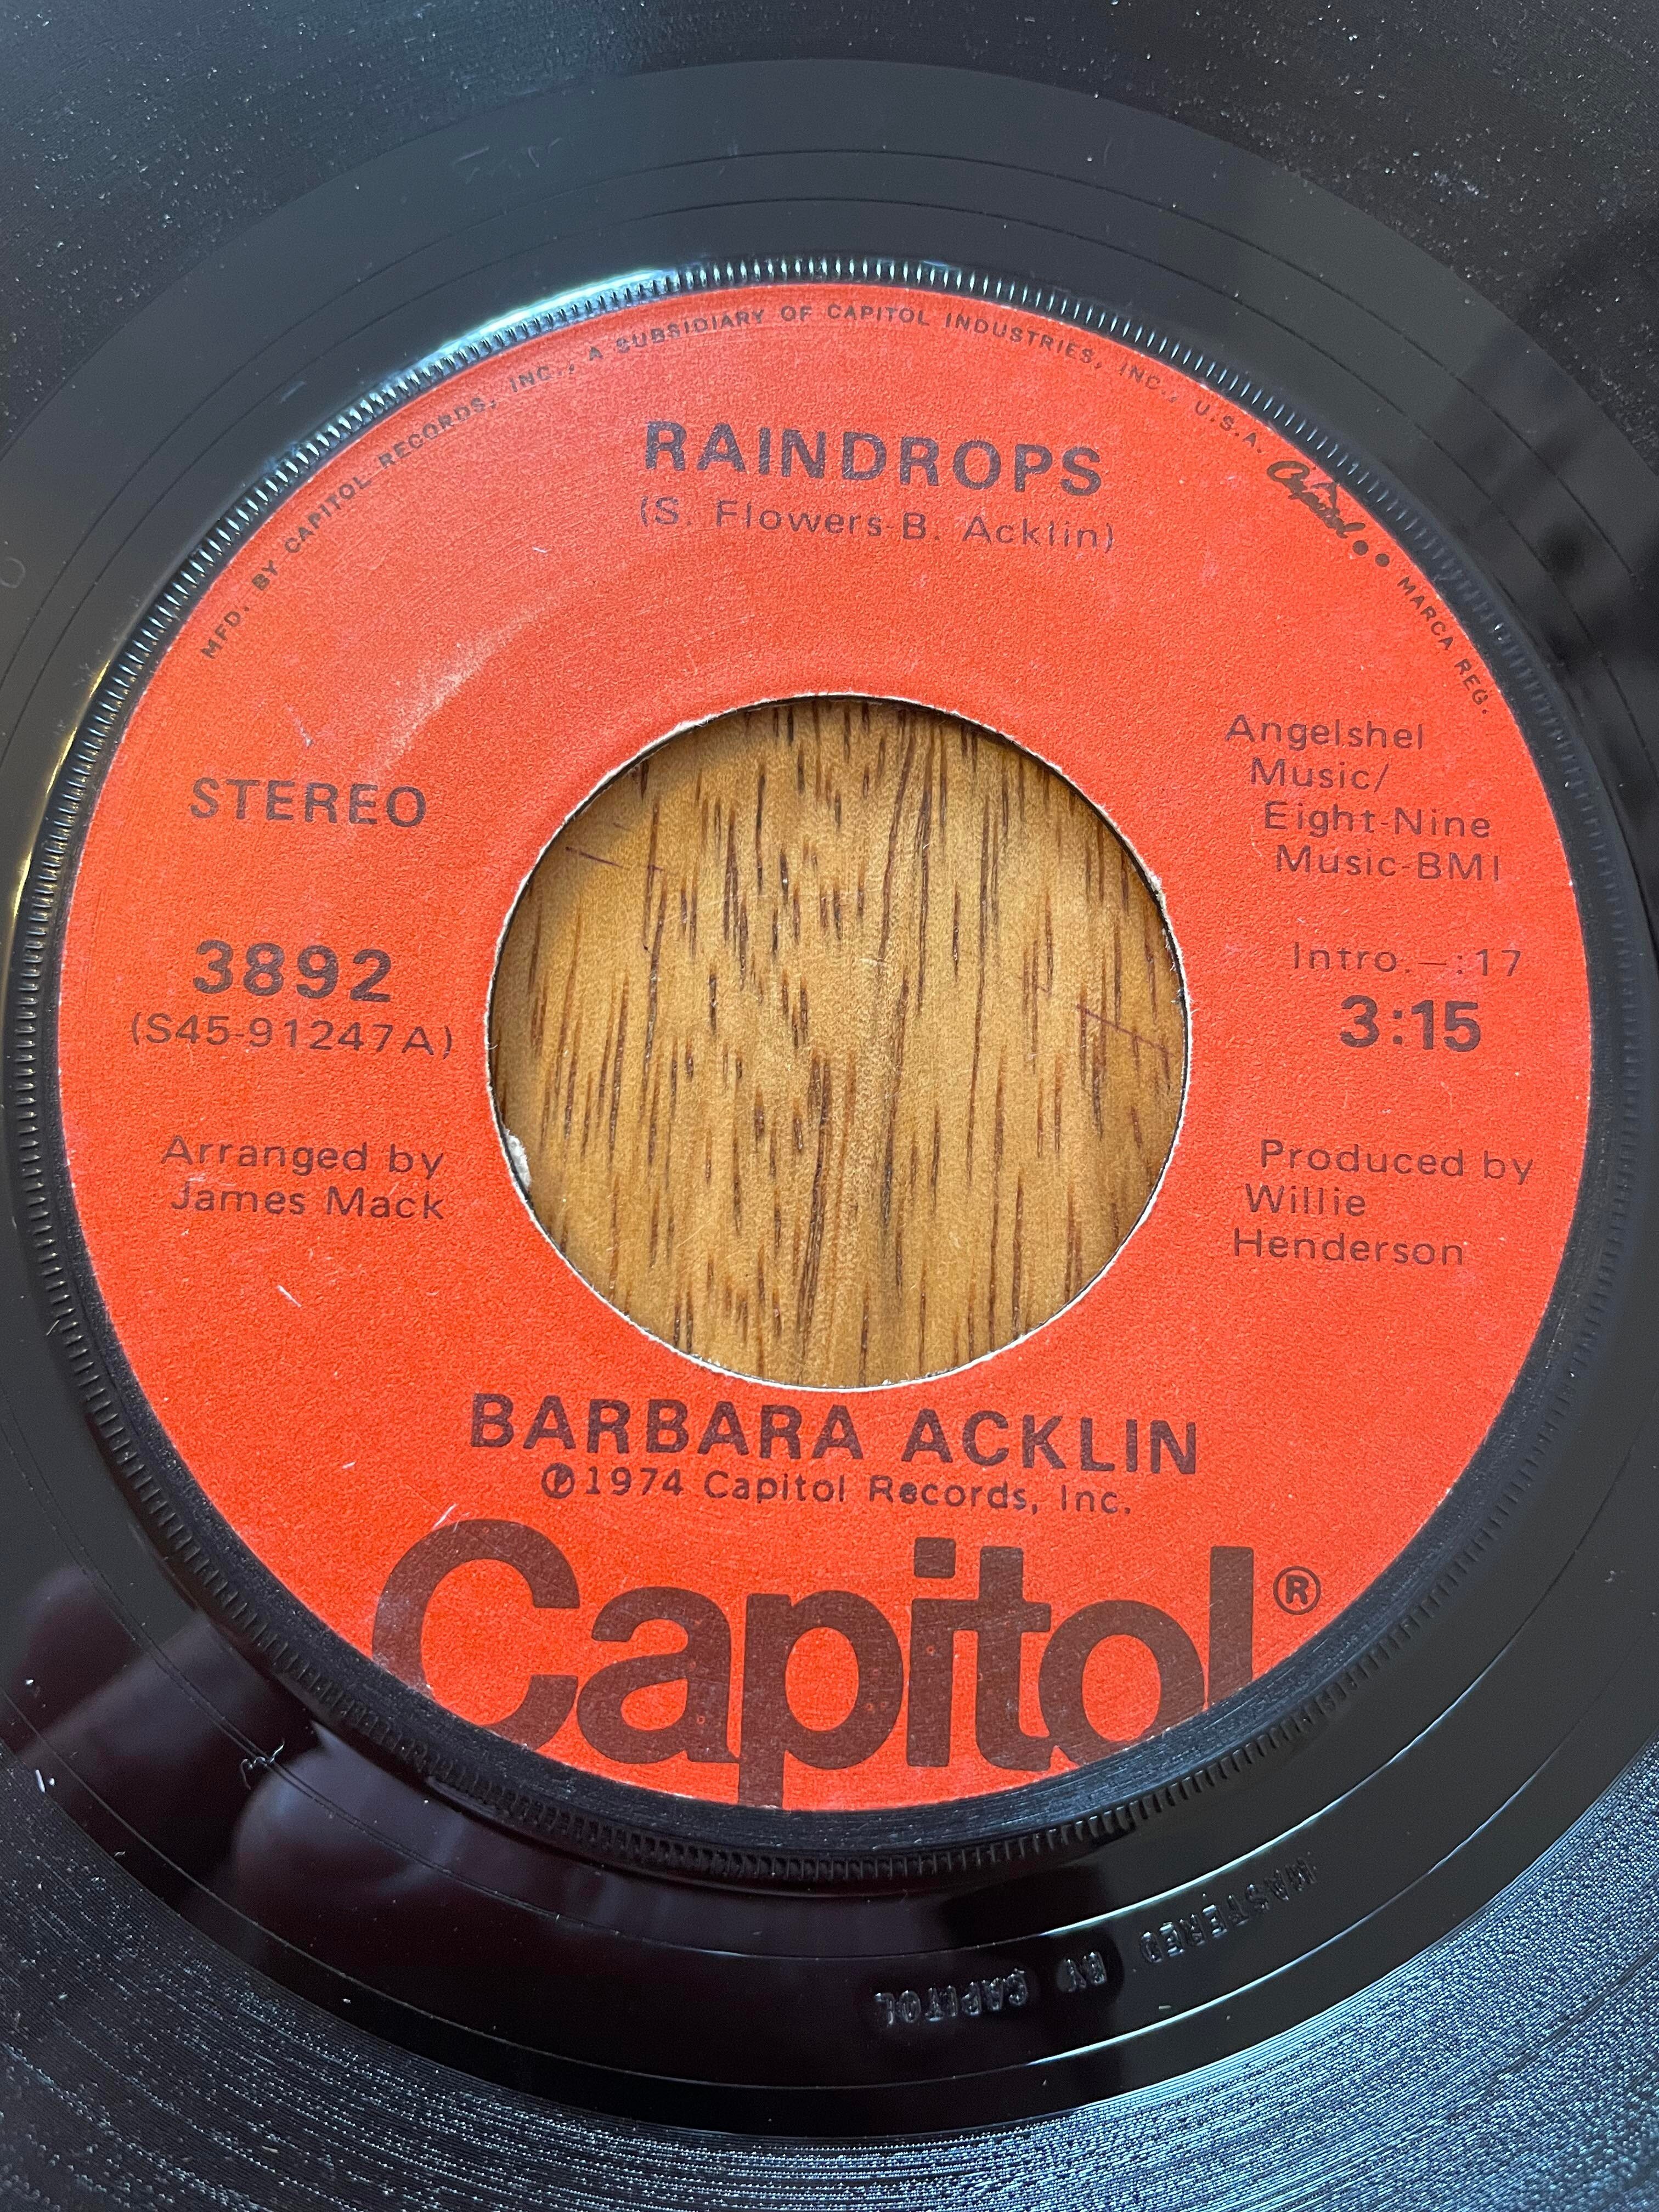 MFD. BY CAPITOL RECORDS, INC., A SUBSIDIARY OF CAPITOL INDUSTRIES, INC., U.S.A. Capitol • • MARCA REG.
RAINDROPS
(S. Flowers-B. Acklin)
STEREO
3892
(S45-91247A)
Arranged by
James Mack
Angelshel
Music/
Eight-Nine
Music-BMI
Intro.—:17
3:15
Produced by
Willie
Henderson
BARBARA ACKLIN
℗1974 Capitol Records, Inc.
Capitol®
MASTERED BY CAPITOL